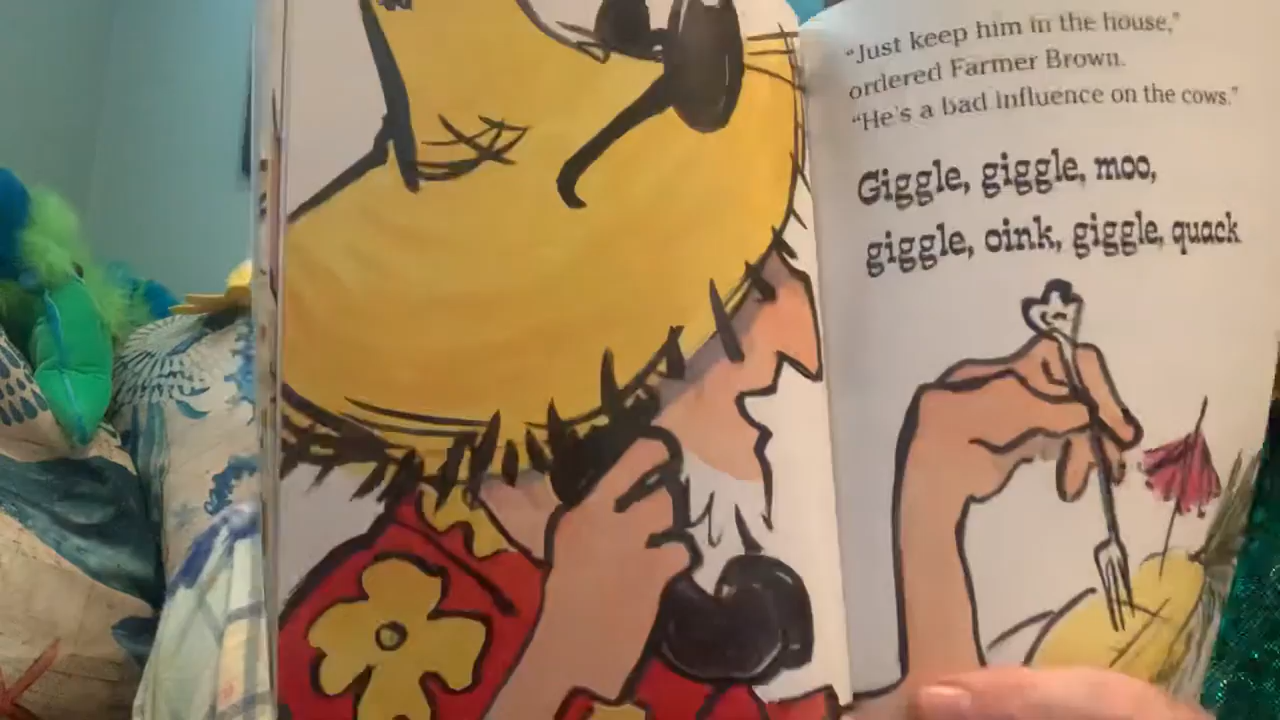 “Just keep him in the house,”
ordered Farmer Brown.
“He’s a bad influence on the cows.”
Giggle, giggle, moo,
giggle, oink, giggle, quack